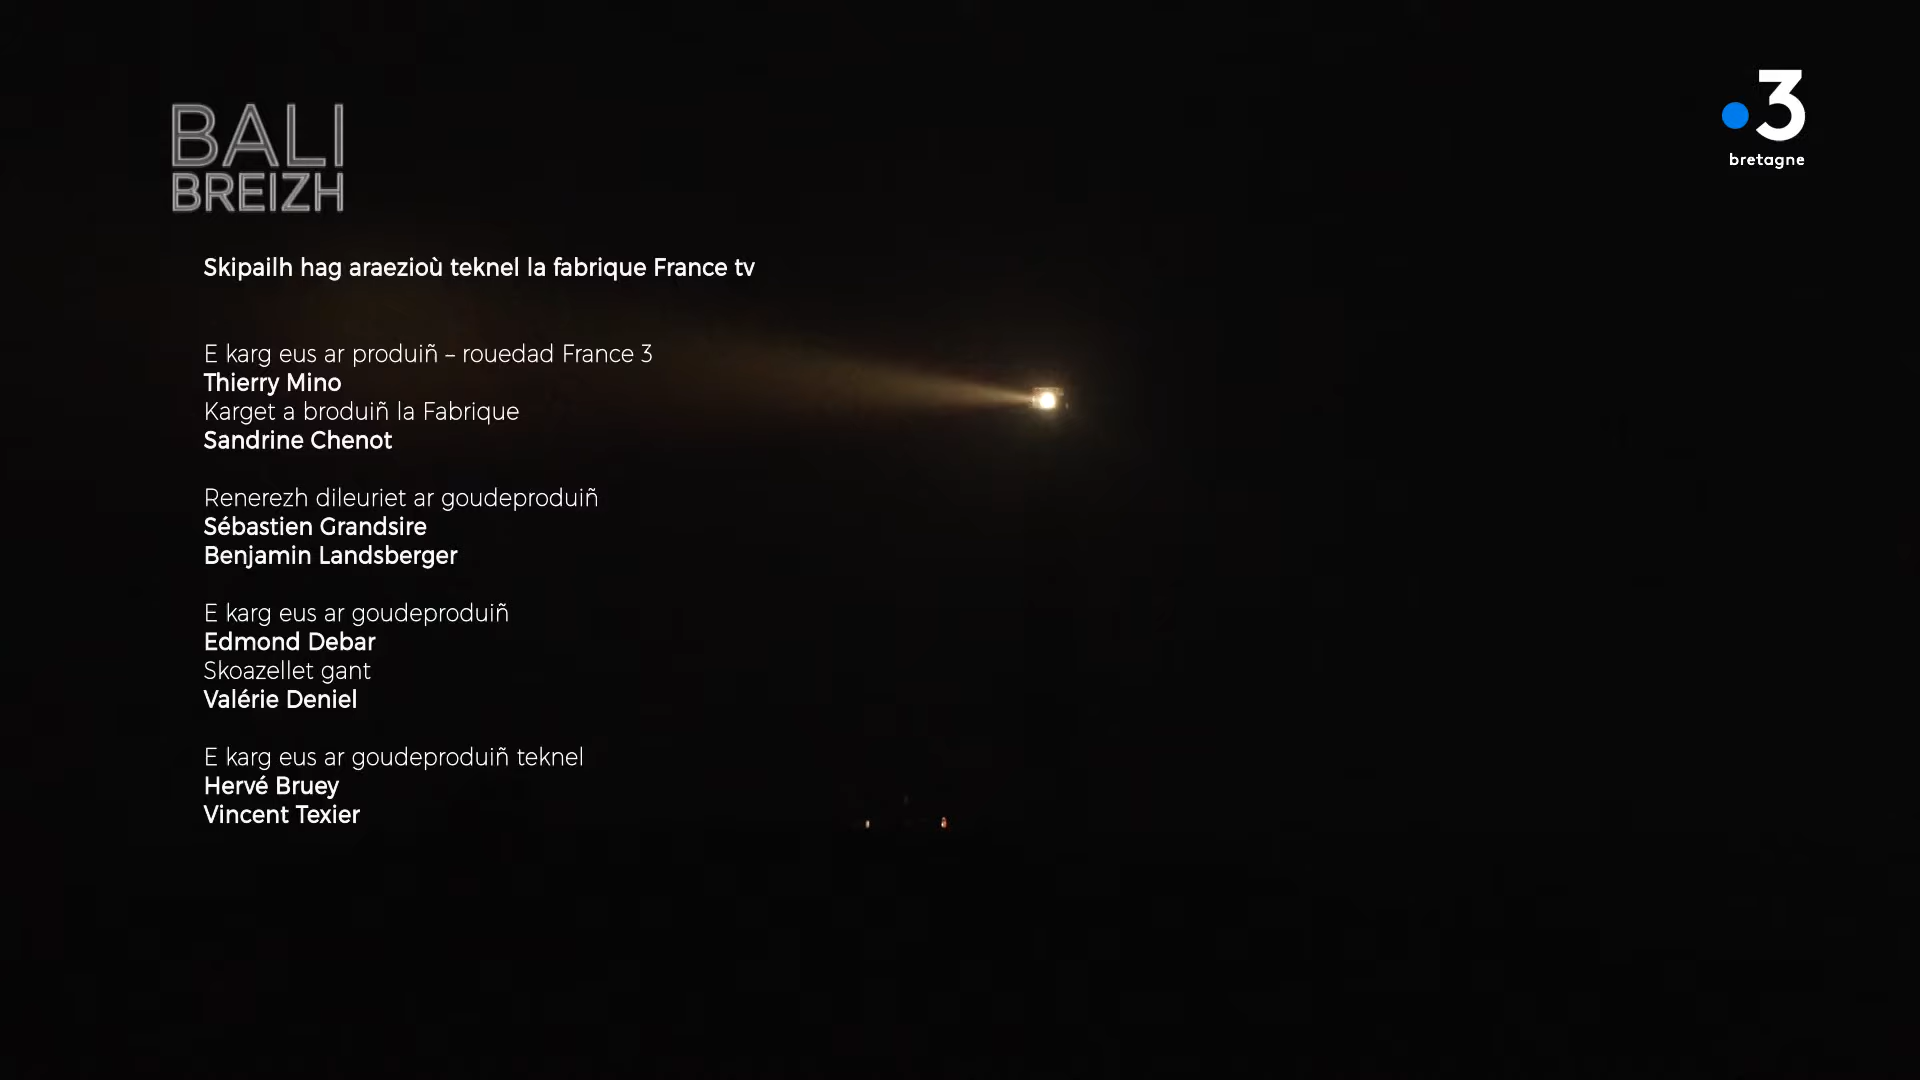 BALI
BREIZH
3
bretagne
Skipailh hag araezioù teknel la fabrique France tv
E karg eus ar produiñ – rouedad France 3
Thierry Mino
Karget a broduiñ la Fabrique
Sandrine Chenot
Renerezh dileuriet ar goudeproduiñ
Sébastien Grandsire
Benjamin Landsberger
E karg eus ar goudeproduiñ
Edmond Debar
Skoazellet gant
Valérie Deniel
E karg eus ar goudeproduiñ teknel
Hervé Bruey
Vincent Texier